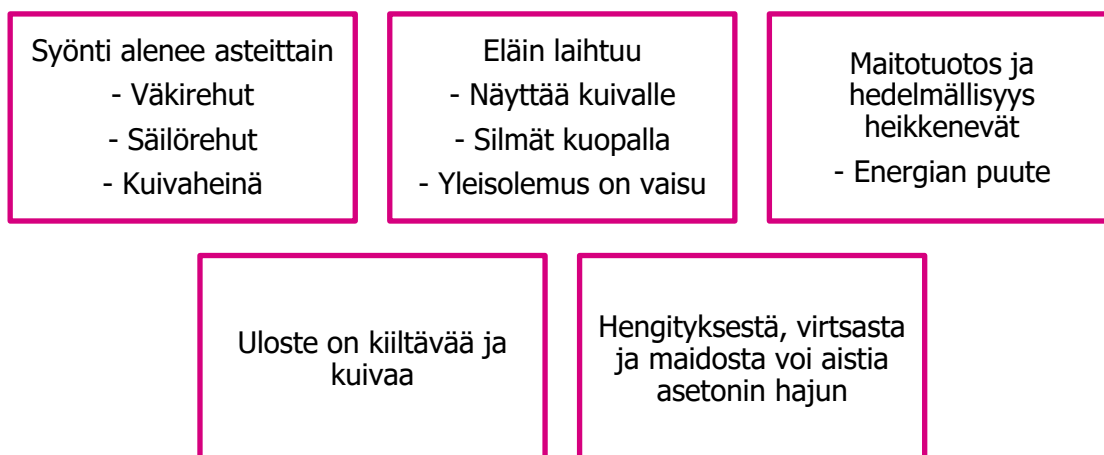 Syönti alenee asteittain
- Väkirehut
- Säilörehut
- Kuivaheinä
Eläin laihtuu
- Näyttää kuivalle
- Silmät kuopalla
- Yleisolemus on vaisu
Maitotuotos ja
hedelmällisyys
heikkenevät
- Energian puute
Uloste on kiiltävää ja
kuivaa
Hengityksestä, virtsasta
ja maidosta voi aistia
asetonin hajun